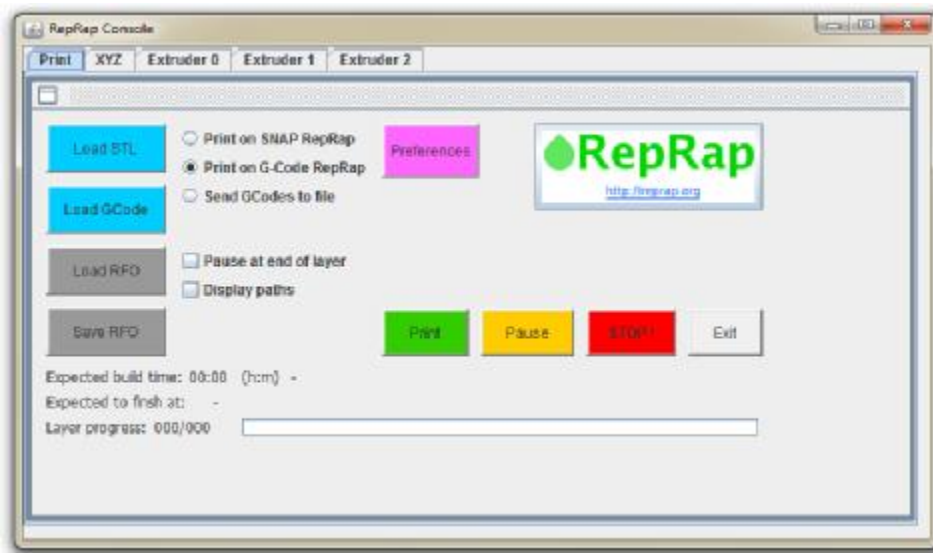 RepRap Console
Print XYZ Extruder 0 Extruder 1 Extruder 2
Load STL
Print on SNAP RepRap
Preferences
RepRap
http://reprap.org
Print on G-Code RepRap
Load GCode
Send GCodes to file
Load RFO
Pause at end of layer
Display paths
Save RFO
Print Pause STOP! Exit
Expected build time: 00:00 (h:m) -
Expected to finsh at: -
Layer progress: 000/000